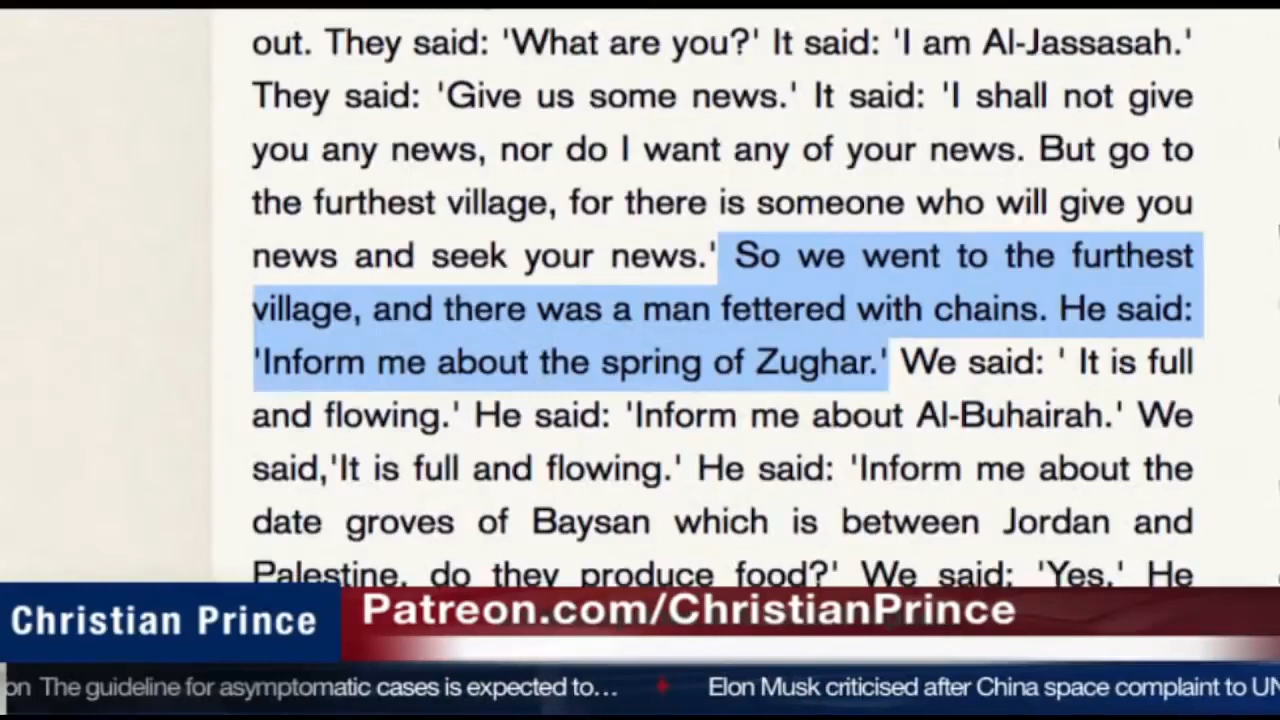 out. They said: 'What are you?' It said: 'I am Al-Jassasah.'
They said: 'Give us some news.' It said: 'I shall not give
you any news, nor do I want any of your news. But go to
the furthest village, for there is someone who will give you
news and seek your news.' So we went to the furthest
village, and there was a man fettered with chains. He said:
'Inform me about the spring of Zughar.' We said: ' It is full
and flowing.' He said: 'Inform me about Al-Buhairah.' We
said,'It is full and flowing.' He said: 'Inform me about the
date groves of Baysan which is between Jordan and
Palestine, do they produce food?' We said: 'Yes.' He
Christian Prince
Patreon.com/ChristianPrince
on The guideline for asymptomatic cases is expected to… Elon Musk criticised after China space complaint to UN